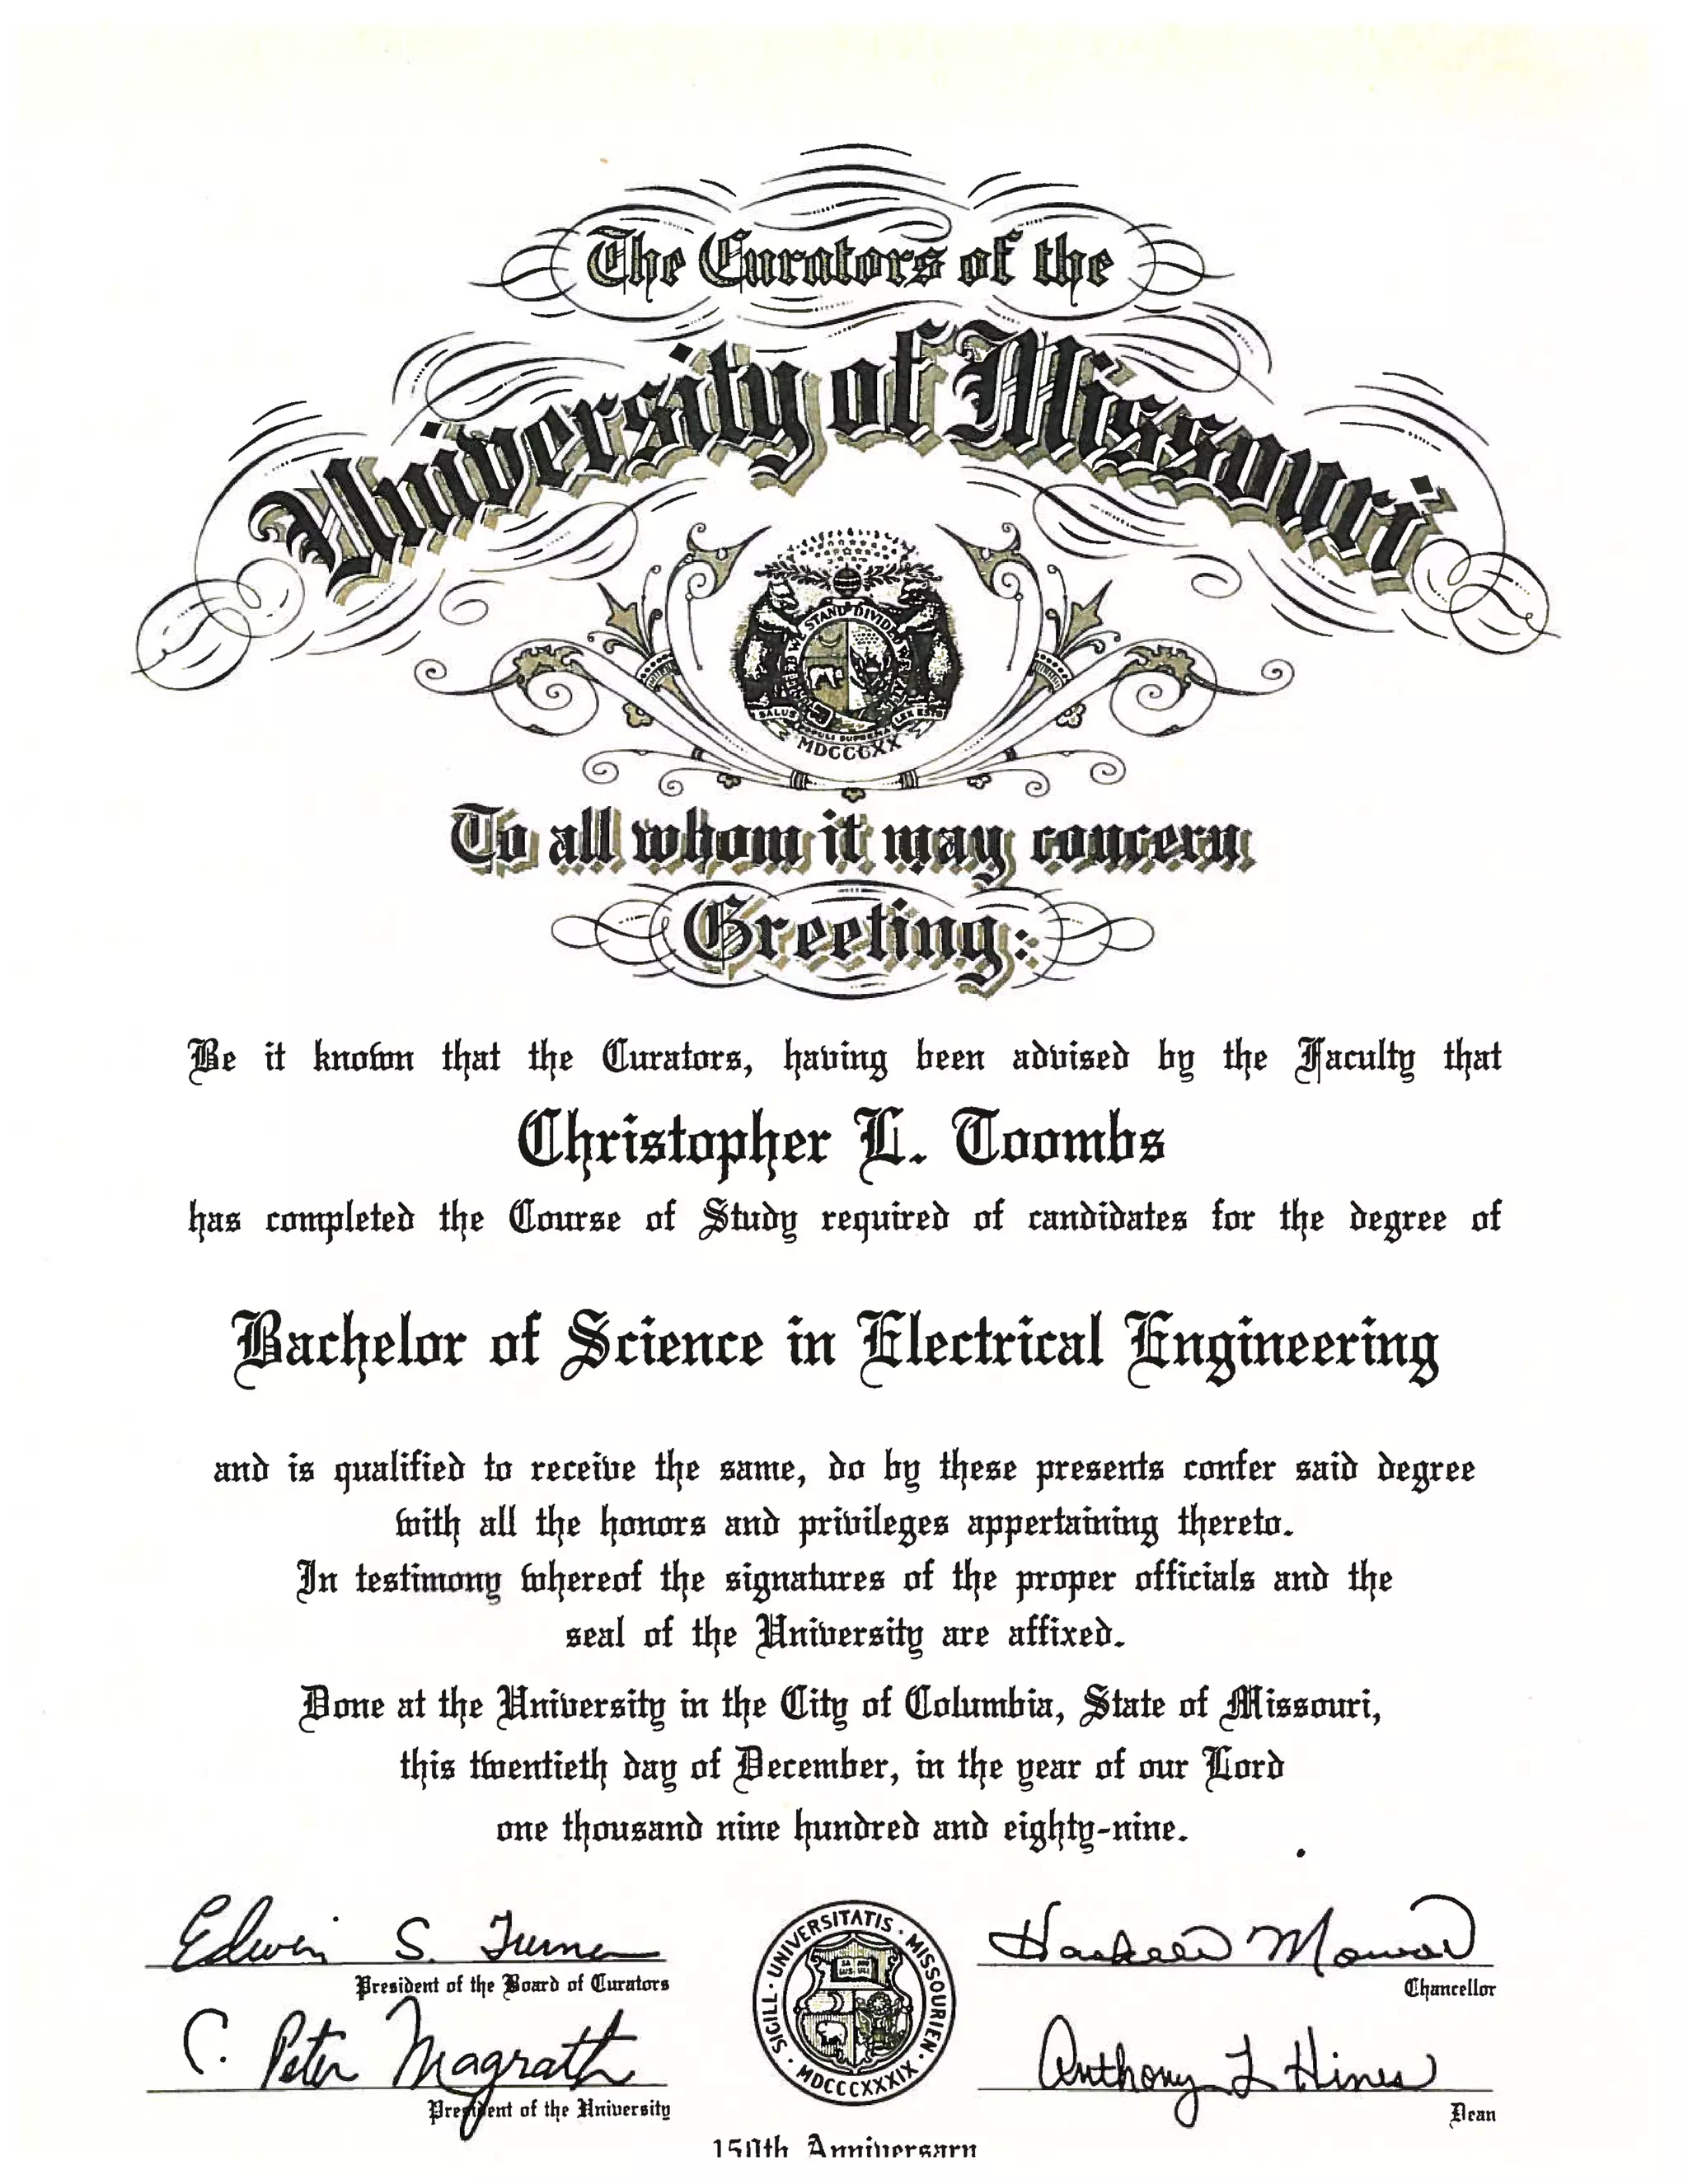 The Curators of the
University of Missouri
UNITED WE STAND DIVIDED WE FALL
SALUS POPULI SUPREMA LEX ESTO
MDCCCXX
To all whom it may concern
Greeting:
Be it known that the Curators, having been advised by the Faculty that
Christopher L. Toombs
has completed the Course of Study required of candidates for the degree of
Bachelor of Science in Electrical Engineering
and is qualified to receive the same, do by these presents confer said degree
with all the honors and privileges appertaining thereto.
In testimony whereof the signatures of the proper officials and the
seal of the University are affixed.
Done at the University in the City of Columbia, State of Missouri,
this twentieth day of December, in the year of our Lord
one thousand nine hundred and eighty-nine.
Edwin S. Turner
President of the Board of Curators
Haskell Monroe
Chancellor
SIGILL · UNIVERSITATIS · MISSOURIEN · MDCCCXXXIX ·
C. Peter Magrath
President of the University
Anthony L Hines
Dean
150th Anniversary